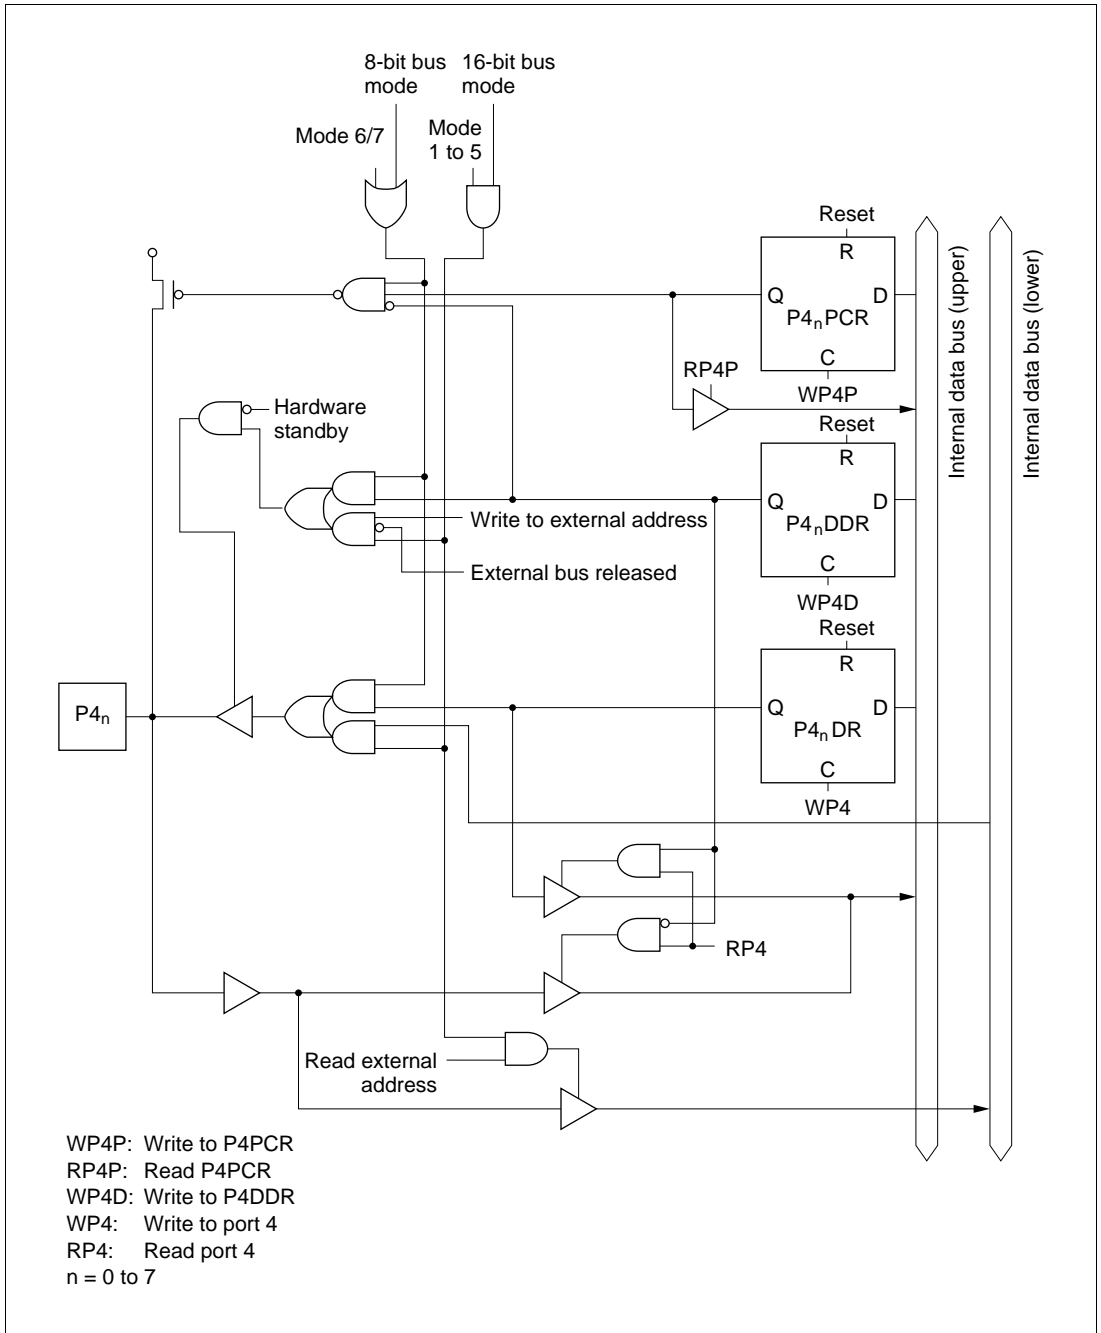 8-bit bus
mode
16-bit bus
mode
Mode 6/7
Mode
1 to 5
Reset
R
Q
D
P4nPCR
C
WP4P
RP4P
Internal data bus (upper)
Internal data bus (lower)
Hardware
standby
Reset
R
Q
D
P4nDDR
C
WP4D
Write to external address
External bus released
Reset
R
Q
D
P4n DR
C
WP4
P4n
RP4
Read external
address
WP4P: Write to P4PCR
RP4P: Read P4PCR
WP4D: Write to P4DDR
WP4: Write to port 4
RP4: Read port 4
n = 0 to 7